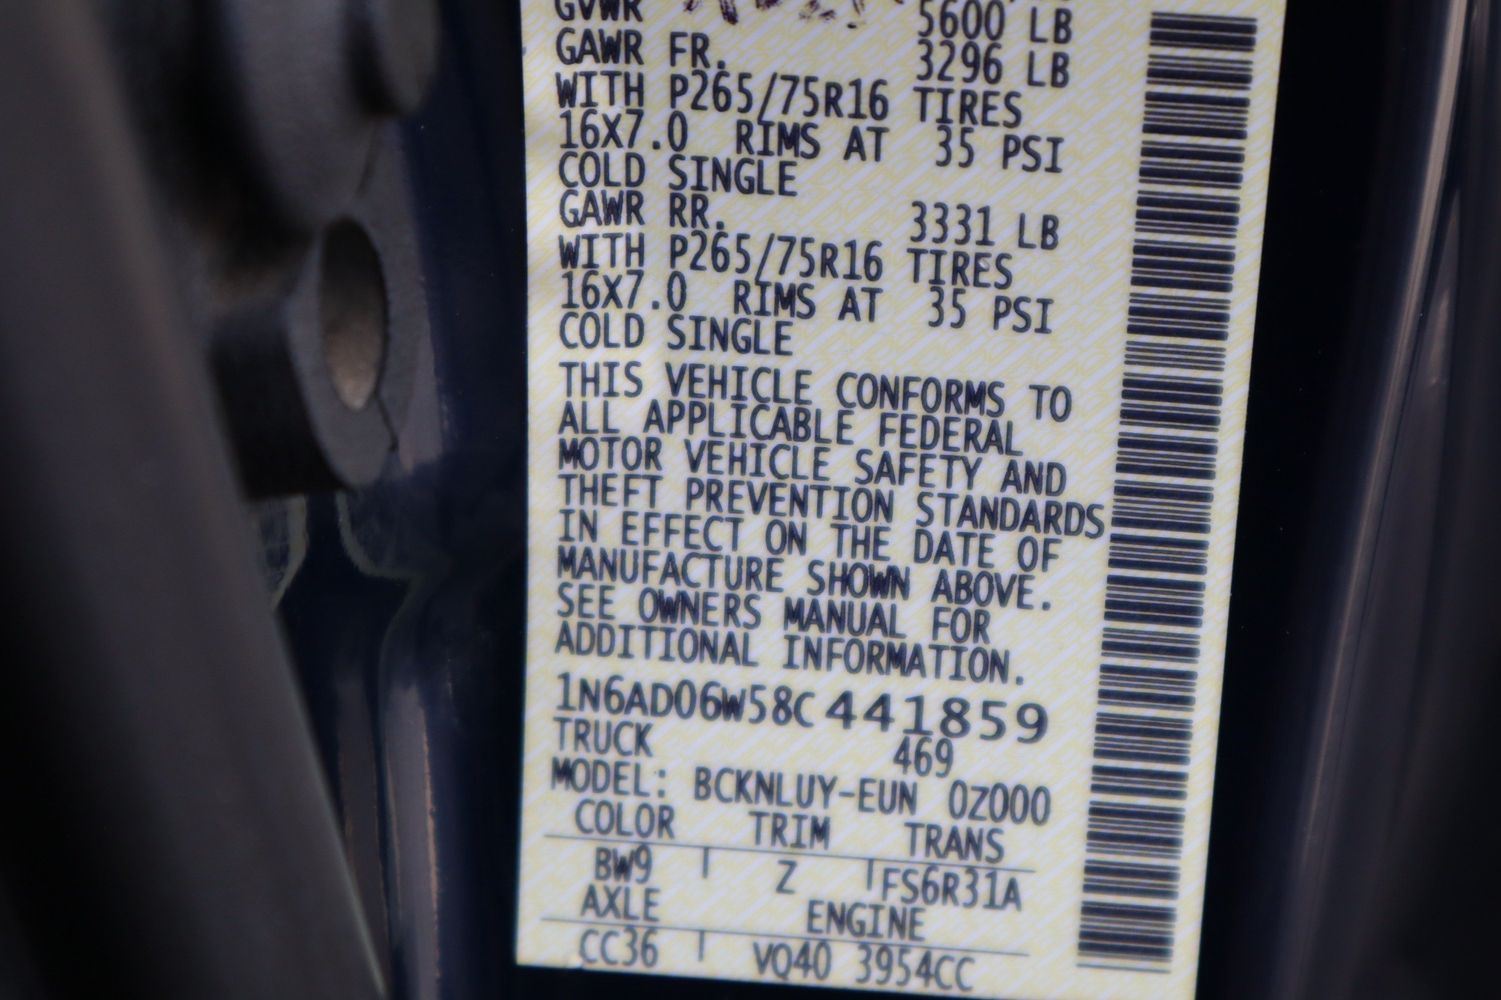 GVWR 5600 LB
GAWR FR. 3296 LB
WITH P265/75R16 TIRES
16X7.0 RIMS AT 35 PSI
COLD SINGLE
GAWR RR. 3331 LB
WITH P265/75R16 TIRES
16X7.0 RIMS AT 35 PSI
COLD SINGLE
THIS VEHICLE CONFORMS TO
ALL APPLICABLE FEDERAL
MOTOR VEHICLE SAFETY AND
THEFT PREVENTION STANDARDS
IN EFFECT ON THE DATE OF
MANUFACTURE SHOWN ABOVE.
SEE OWNERS MANUAL FOR
ADDITIONAL INFORMATION.
1N6AD06W58C441859
TRUCK 469
MODEL: BCKNLUY-EUN 0Z000
COLOR TRIM TRANS
BW9 Z FS6R31A
AXLE ENGINE
CC36 VQ40 3954CC